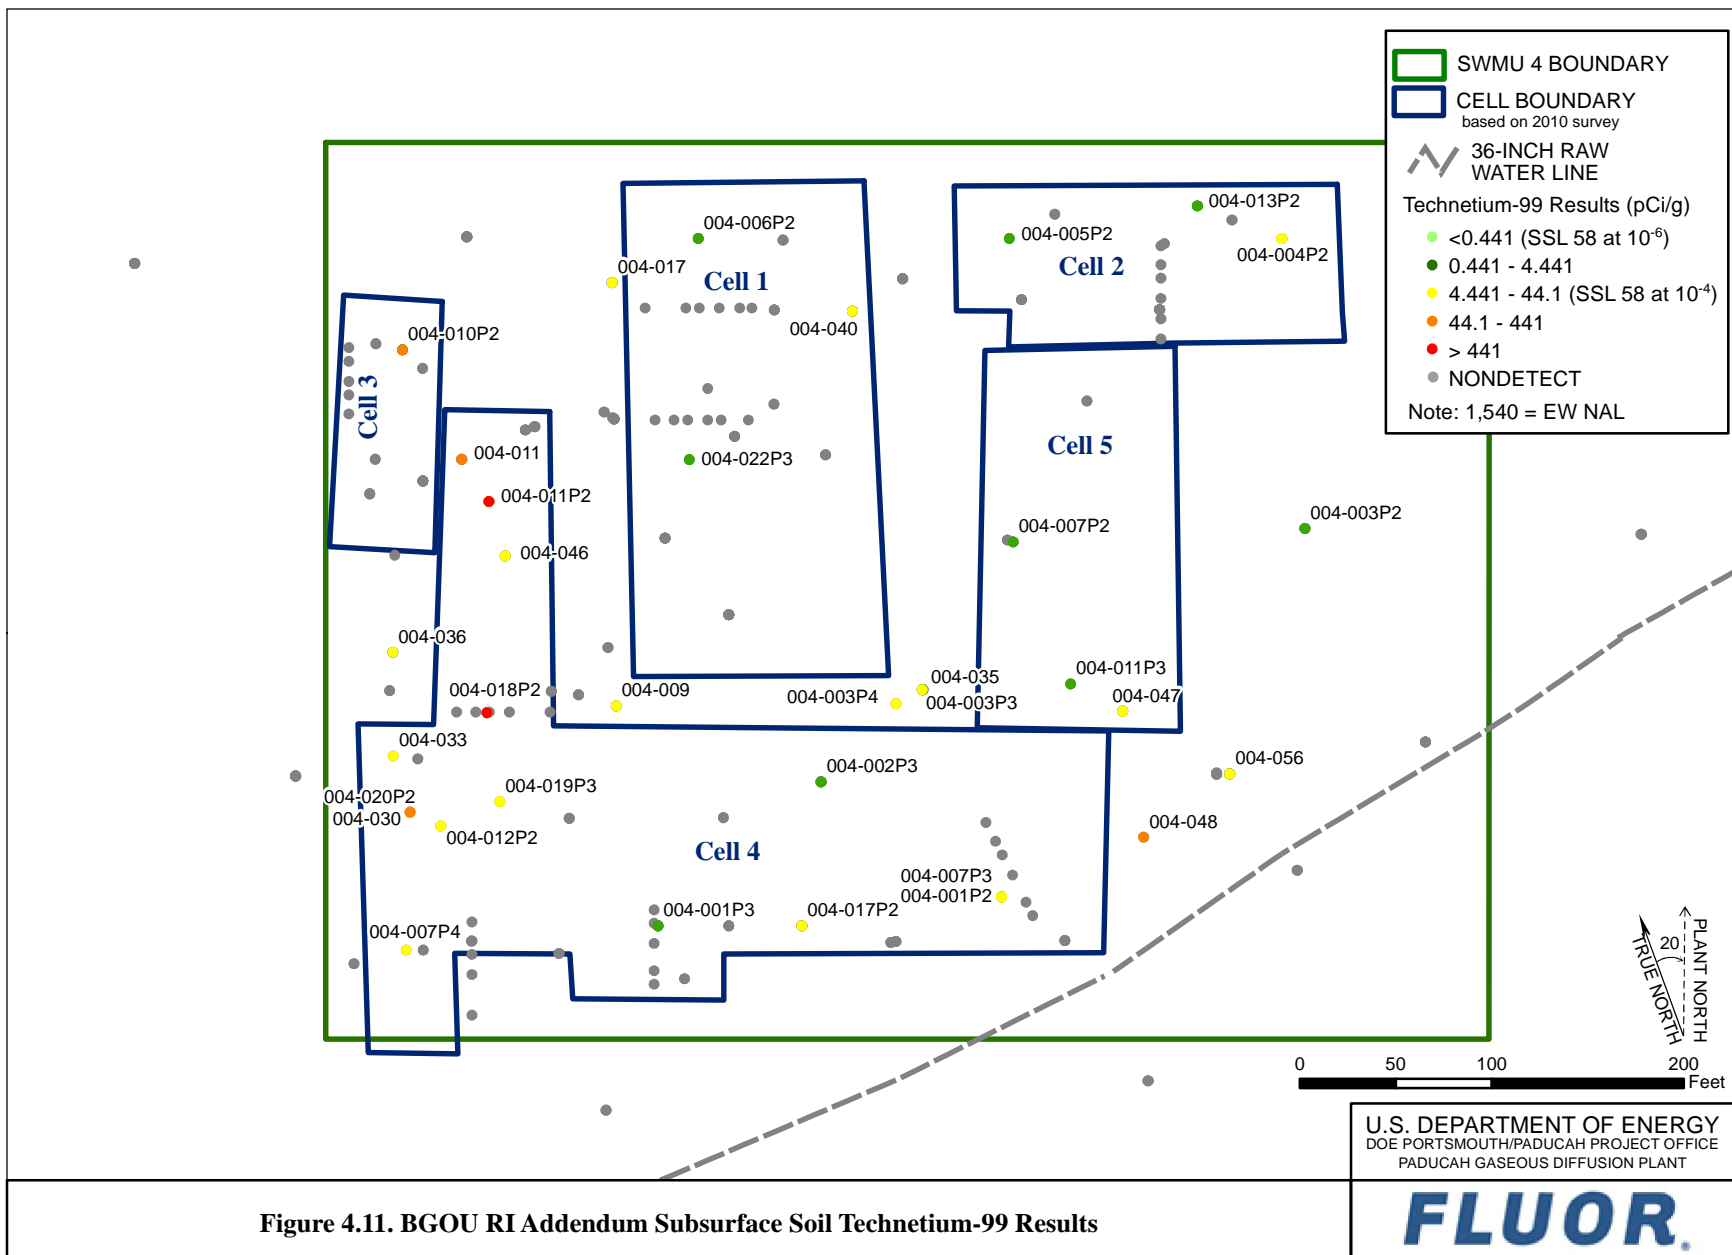 SWMU 4 BOUNDARY
CELL BOUNDARY
based on 2010 survey
36-INCH RAW
WATER LINE
Technetium-99 Results (pCi/g)
<0.441 (SSL 58 at 10⁻⁶)
0.441 - 4.441
4.441 - 44.1 (SSL 58 at 10⁻⁴)
44.1 - 441
> 441
NONDETECT
Note: 1,540 = EW NAL
004-006P2
004-017
Cell 1
004-040
004-013P2
004-005P2
004-004P2
Cell 2
004-010P2
Cell 3
004-011
004-011P2
004-046
004-022P3
Cell 5
004-007P2
004-003P2
004-036
004-018P2
004-009
004-035
004-003P4
004-003P3
004-011P3
004-047
004-033
004-019P3
004-020P2
004-030
004-012P2
004-002P3
004-056
004-048
Cell 4
004-007P3
004-001P2
004-001P3
004-017P2
004-007P4
TRUE NORTH
20
PLANT NORTH
0 50 100 200
Feet
U.S. DEPARTMENT OF ENERGY
DOE PORTSMOUTH/PADUCAH PROJECT OFFICE
PADUCAH GASEOUS DIFFUSION PLANT
Figure 4.11. BGOU RI Addendum Subsurface Soil Technetium-99 Results
FLUOR®